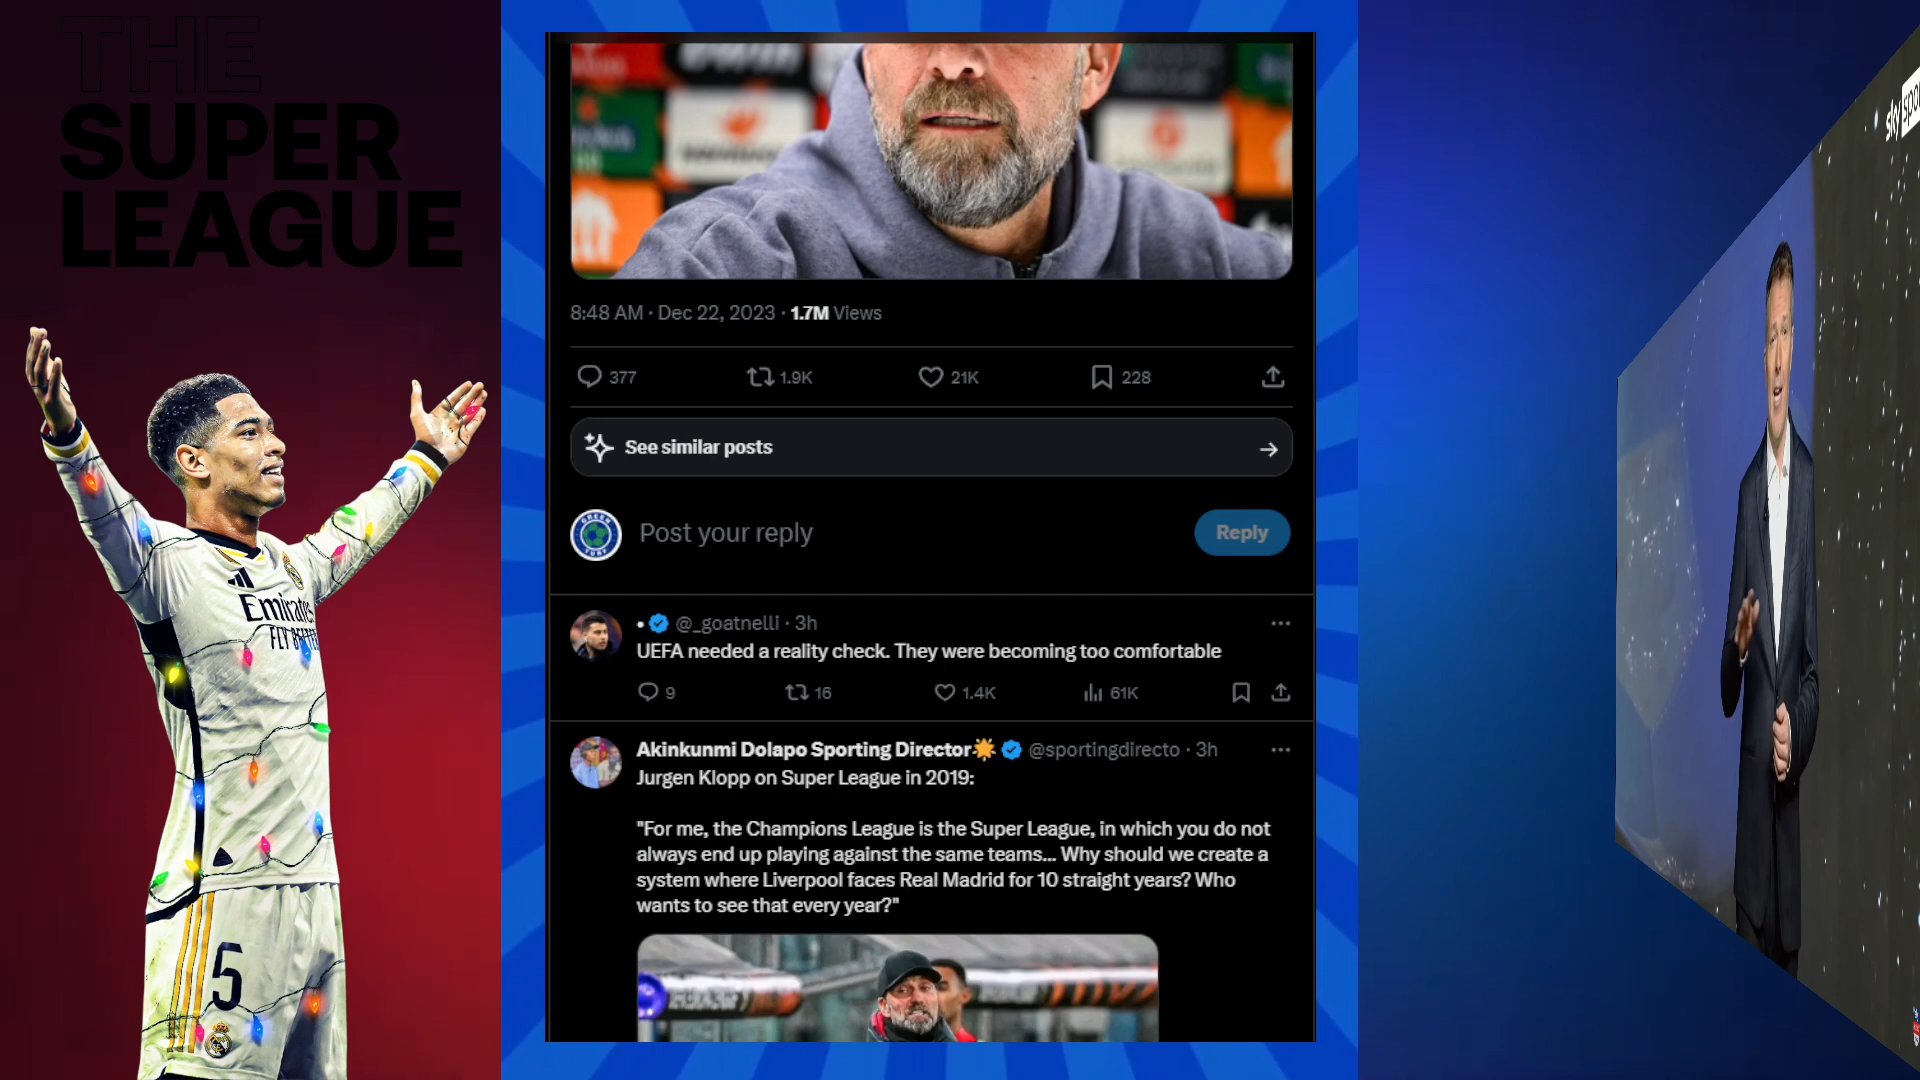 THE
SUPER
LEAGUE
Emirates
FLY BETTER
5
8:48 AM · Dec 22, 2023 · 1.7M Views
377 1.9K 21K 228
See similar posts
Post your reply
Reply
@_goatnelli · 3h
UEFA needed a reality check. They were becoming too comfortable
9 16 1.4K 61K
Akinkunmi Dolapo Sporting Director @sportingdirecto · 3h
Jurgen Klopp on Super League in 2019:
"For me, the Champions League is the Super League, in which you do not
always end up playing against the same teams... Why should we create a
system where Liverpool faces Real Madrid for 10 straight years? Who
wants to see that every year?"
sky spo